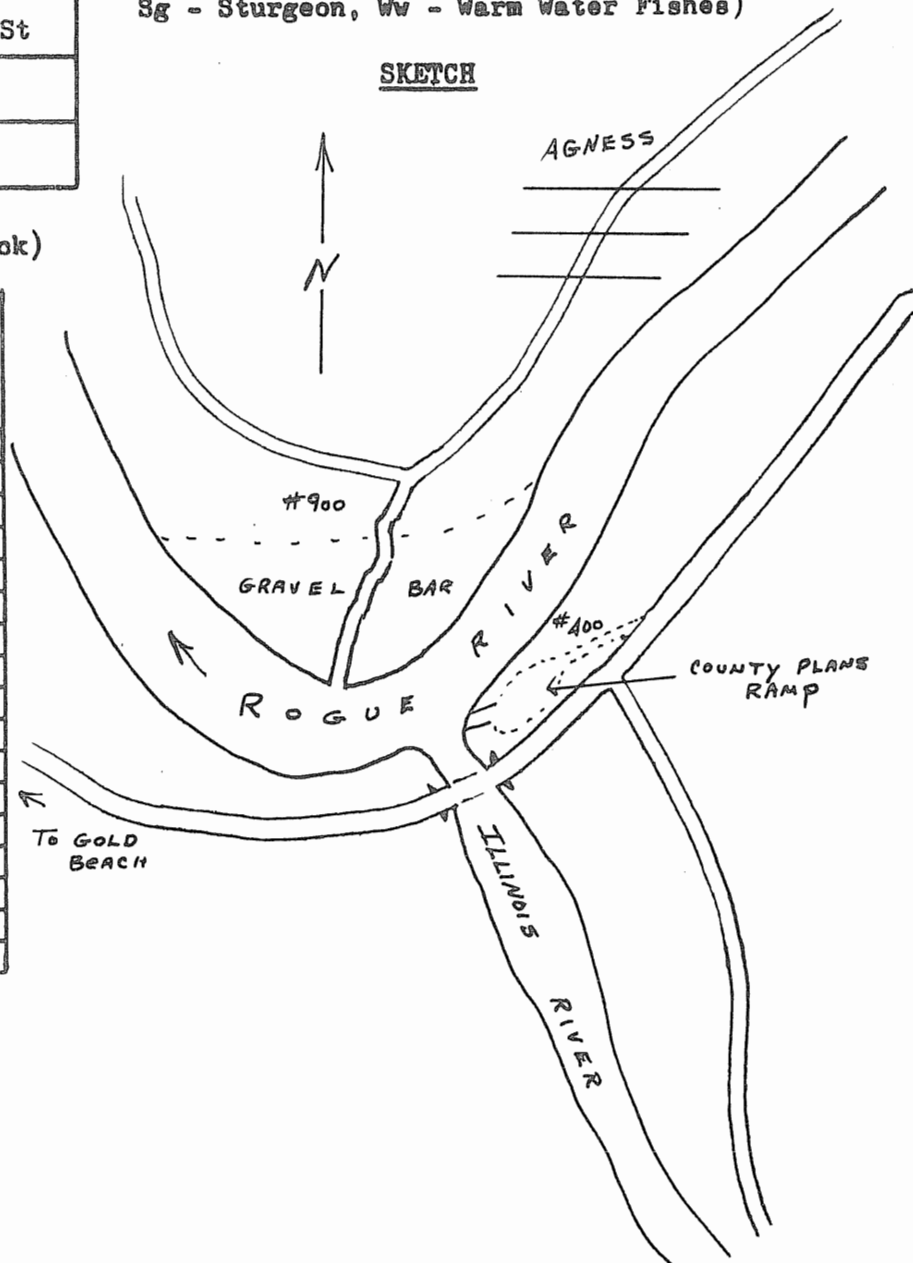 St
Sg - Sturgeon, Ww - Warm Water Fishes)
SKETCH
AGNESS
ok)
N
#900
GRAVEL BAR
ROGUE RIVER
#400
COUNTY PLANS
RAMP
TO GOLD
BEACH
ILLINOIS RIVER